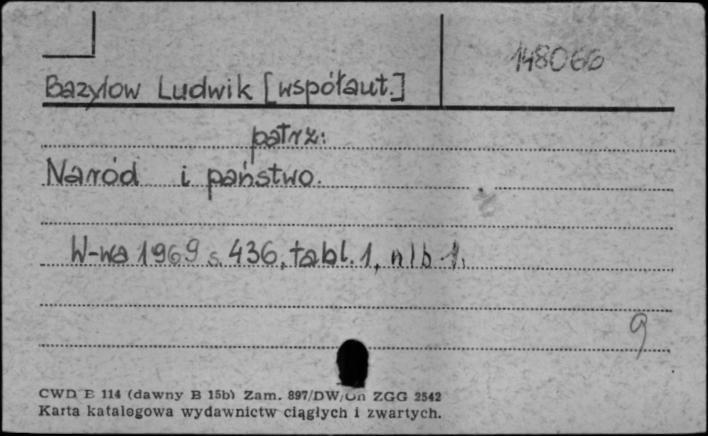 148066
Bazylow Ludwik [współaut.]
patrz:
Naród i państwo.
W-wa 1969 s. 436, tabl. 1, nlb 1.
9
CWD E 114 (dawny B 15b) Zam. 897/DW/Un ZGG 2542
Karta katalogowa wydawnictw ciągłych i zwartych.